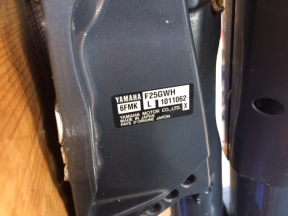 YAMAHA F25GWH
6FMK L 1011062 X
YAMAHA MOTOR CO.,LTD.
MADE IN JAPAN
PAYS D'ORIGINE JAPON